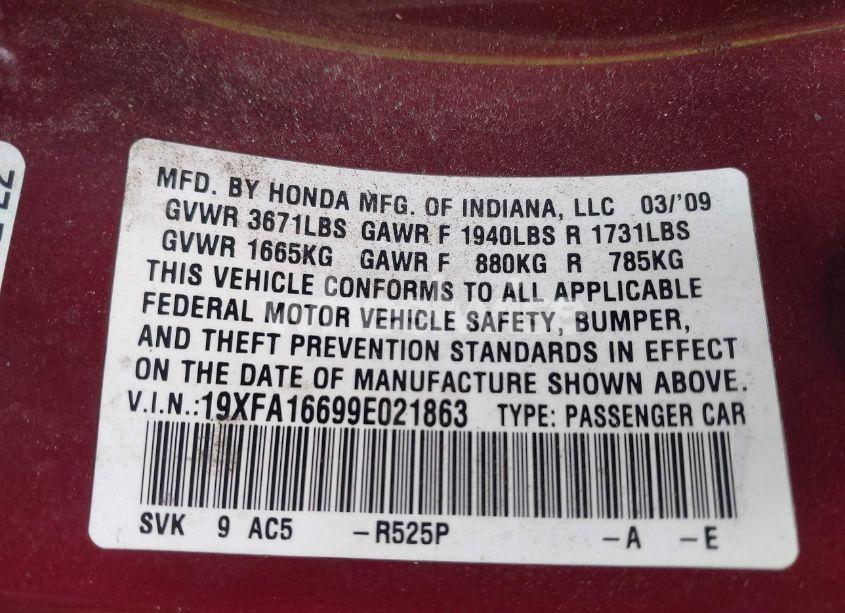 MFD. BY HONDA MFG. OF INDIANA, LLC 03/'09
GVWR 3671LBS GAWR F 1940LBS R 1731LBS
GVWR 1665KG GAWR F 880KG R 785KG
THIS VEHICLE CONFORMS TO ALL APPLICABLE
FEDERAL MOTOR VEHICLE SAFETY, BUMPER,
AND THEFT PREVENTION STANDARDS IN EFFECT
ON THE DATE OF MANUFACTURE SHOWN ABOVE.
V.I.N.:19XFA16699E021863 TYPE: PASSENGER CAR
SVK 9 AC5 -R525P -A -E